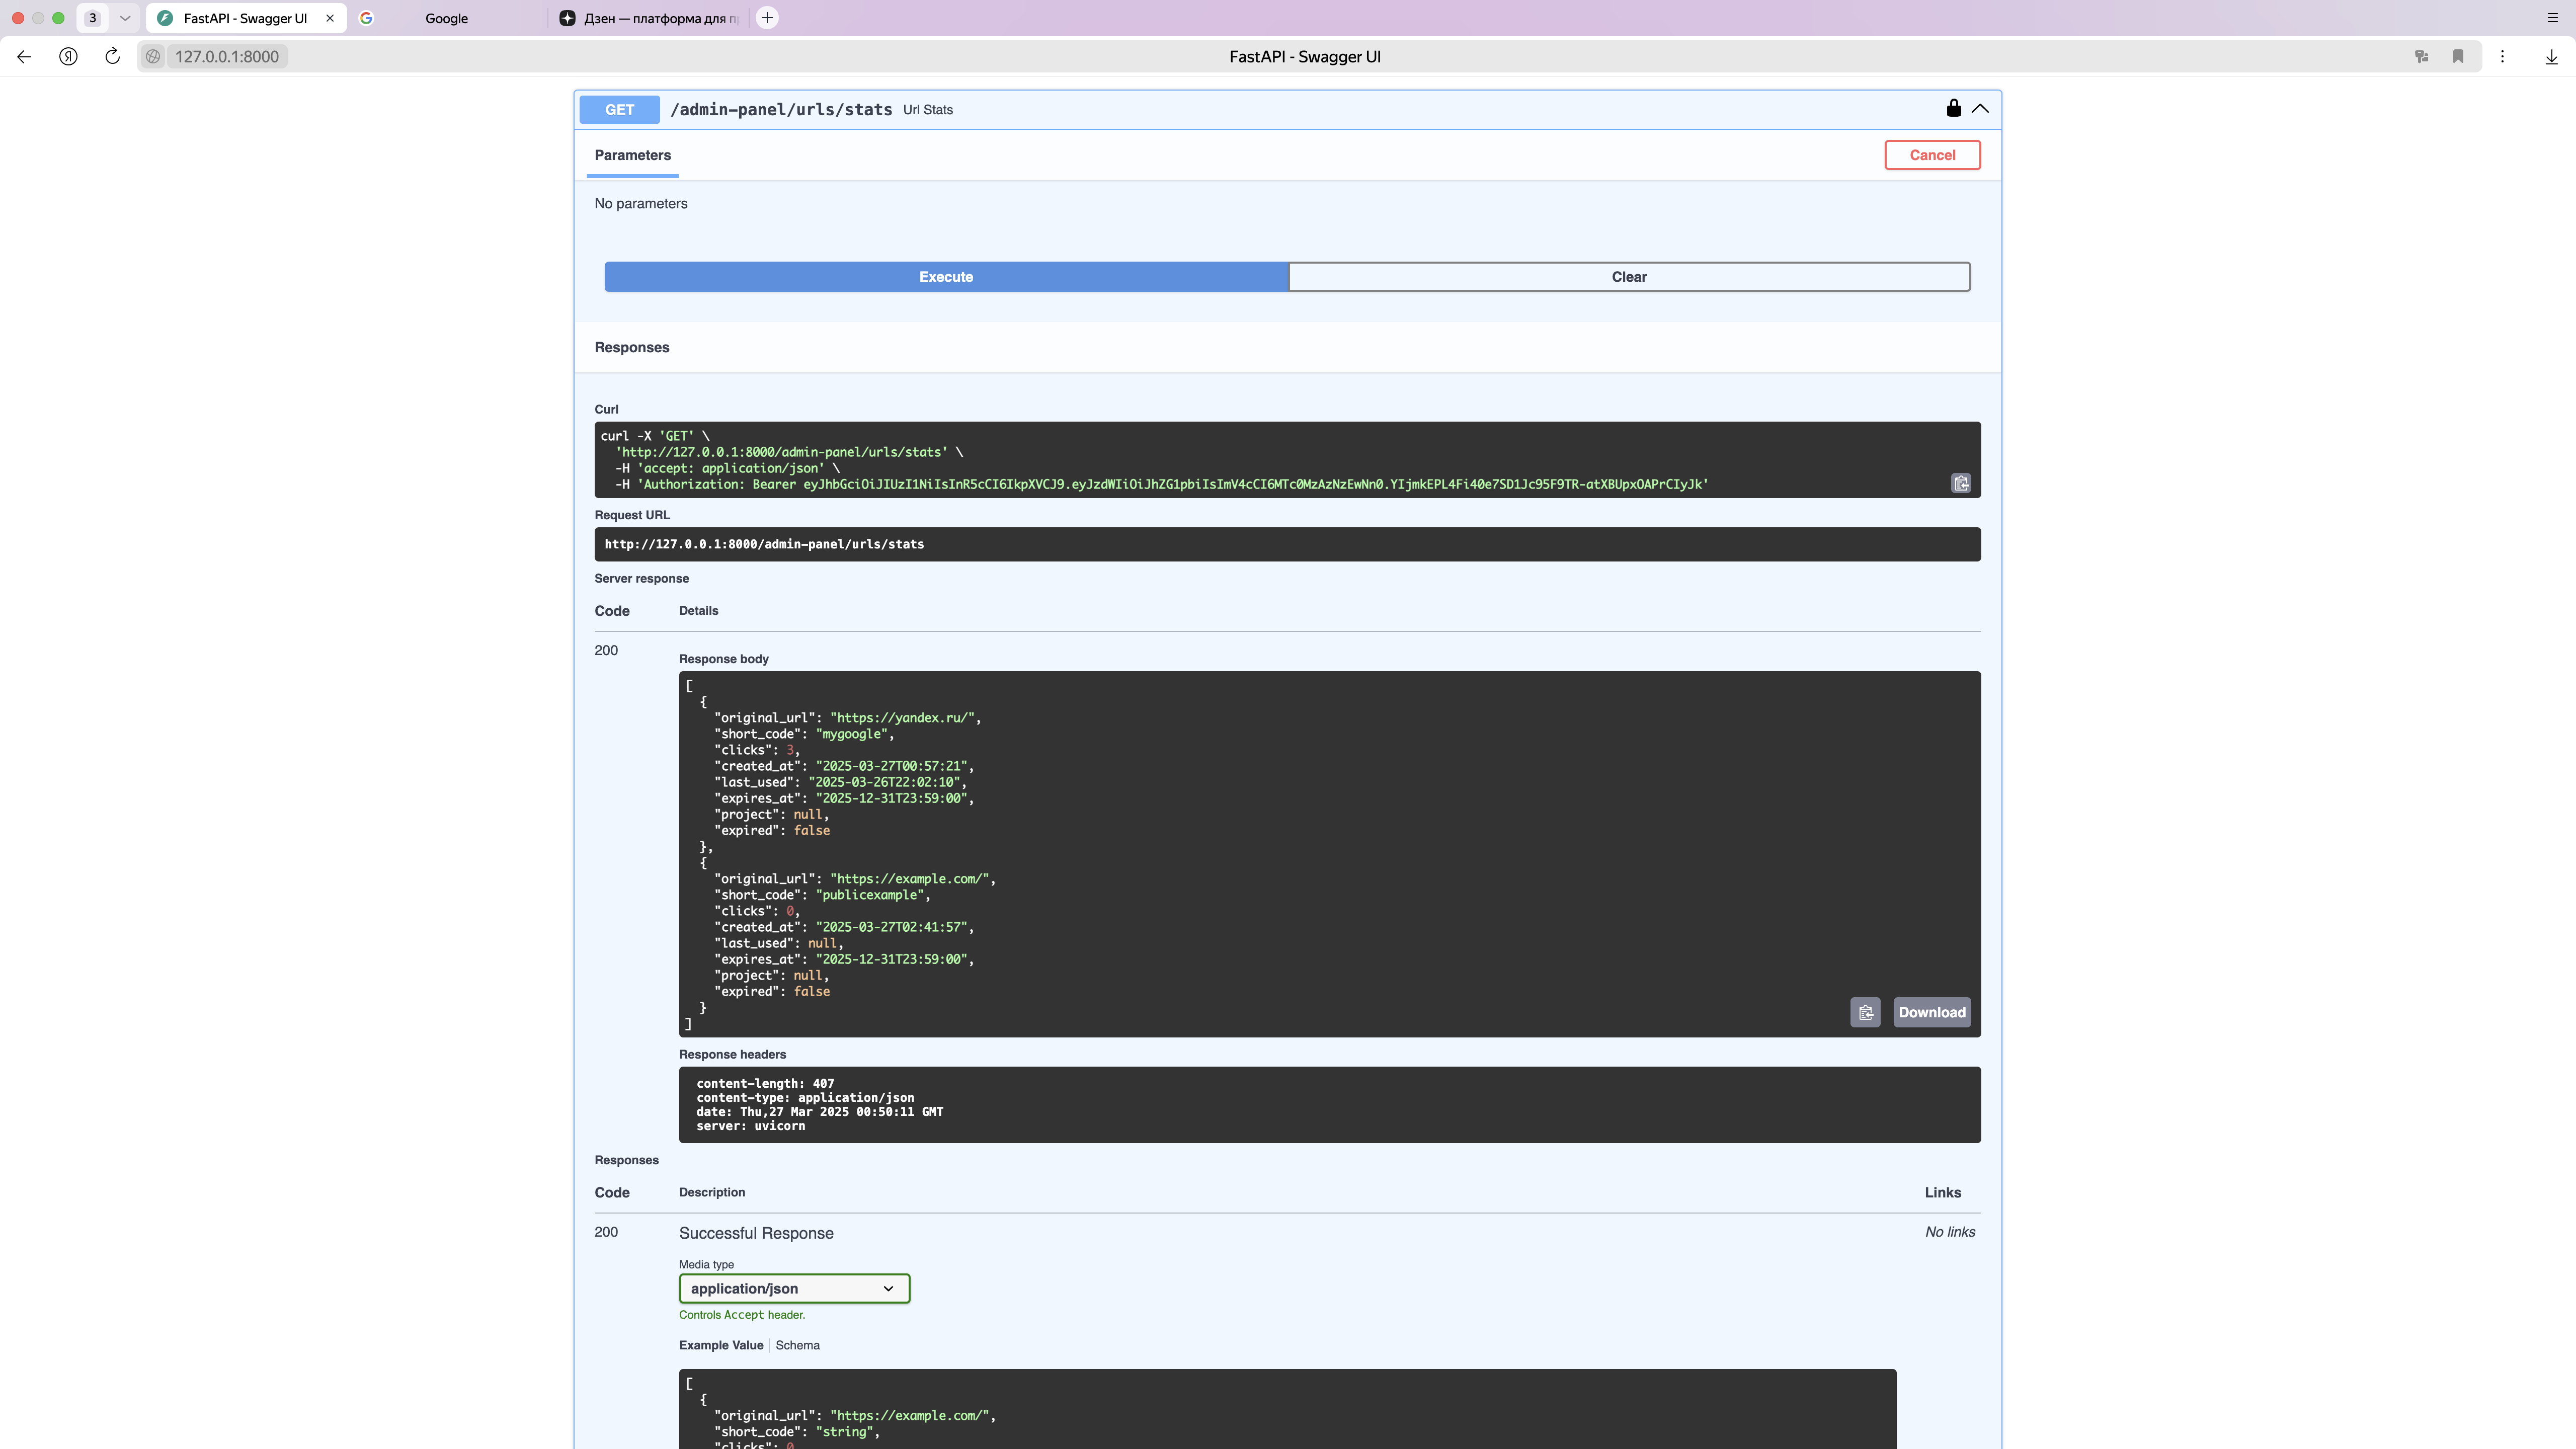 3
FastAPI - Swagger UI
Google
Дзен — платформа для п
127.0.0.1:8000
FastAPI - Swagger UI
GET /admin-panel/urls/stats Url Stats
Parameters
Cancel
No parameters
Execute
Clear
Responses
Curl
curl -X 'GET' \
'http://127.0.0.1:8000/admin-panel/urls/stats' \
-H 'accept: application/json' \
-H 'Authorization: Bearer eyJhbGciOiJIUzI1NiIsInR5cCI6IkpXVCJ9.eyJzdWIiOiJhZG1pbiIsImV4cCI6MTc0MzAzNzEwNn0.YIjmkEPL4Fi40e7SD1Jc95F9TR-atXBUpxOAPrCIyJk'
Request URL
http://127.0.0.1:8000/admin-panel/urls/stats
Server response
Code Details
200
Response body
[
{
"original_url": "https://yandex.ru/",
"short_code": "mygoogle",
"clicks": 3,
"created_at": "2025-03-27T00:57:21",
"last_used": "2025-03-26T22:02:10",
"expires_at": "2025-12-31T23:59:00",
"project": null,
"expired": false
},
{
"original_url": "https://example.com/",
"short_code": "publicexample",
"clicks": 0,
"created_at": "2025-03-27T02:41:57",
"last_used": null,
"expires_at": "2025-12-31T23:59:00",
"project": null,
"expired": false
}
]
Download
Response headers
content-length: 407
content-type: application/json
date: Thu,27 Mar 2025 00:50:11 GMT
server: uvicorn
Responses
Code Description Links
200 Successful Response No links
Media type
application/json
Controls Accept header.
Example Value Schema
[
{
"original_url": "https://example.com/",
"short_code": "string",
"clicks": 0